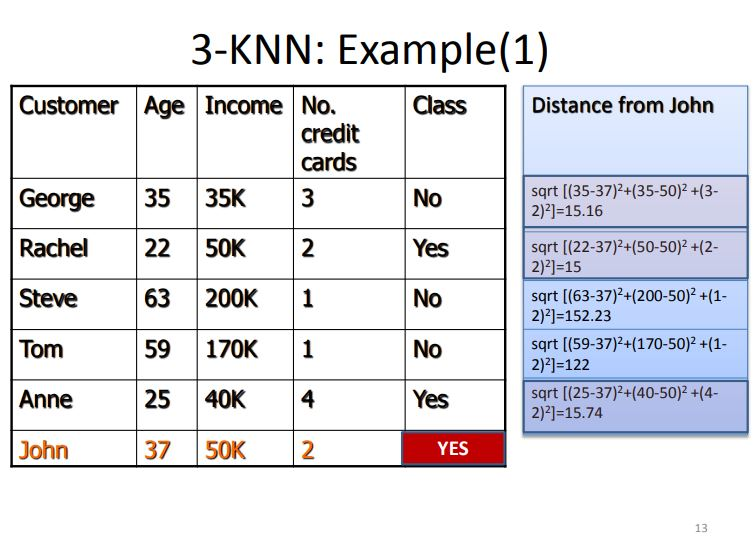 3-KNN: Example(1)
Customer Age Income No. credit cards Class
George 35 35K 3 No
Rachel 22 50K 2 Yes
Steve 63 200K 1 No
Tom 59 170K 1 No
Anne 25 40K 4 Yes
John 37 50K 2 YES
Distance from John
sqrt [(35-37)²+(35-50)² +(3-
2)²]=15.16
sqrt [(22-37)²+(50-50)² +(2-
2)²]=15
sqrt [(63-37)²+(200-50)² +(1-
2)²]=152.23
sqrt [(59-37)²+(170-50)² +(1-
2)²]=122
sqrt [(25-37)²+(40-50)² +(4-
2)²]=15.74
13